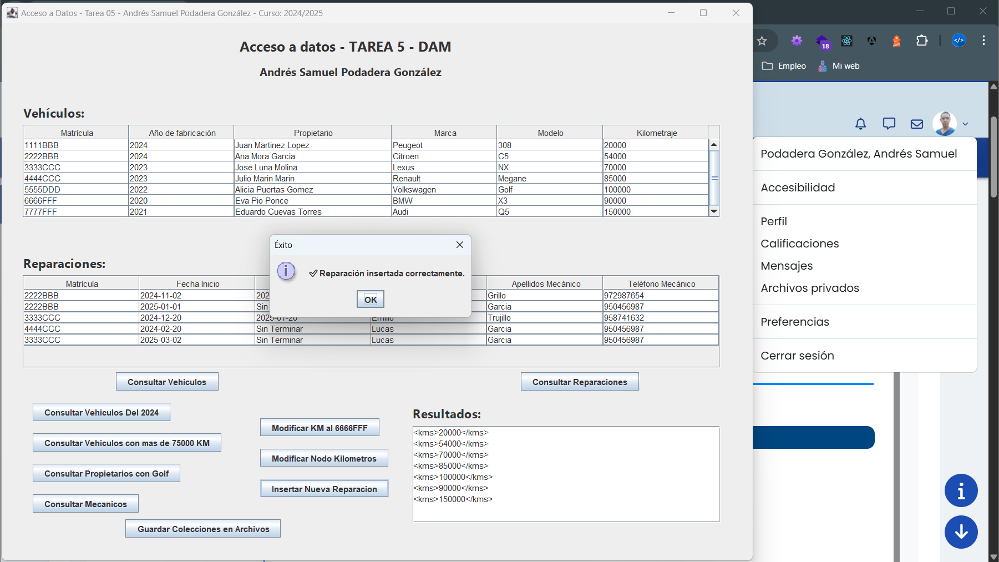 Acceso a Datos - Tarea 05 - Andrés Samuel Podadera González - Curso: 2024/2025
Acceso a datos - TAREA 5 - DAM
Andrés Samuel Podadera González
Vehículos:
Matrícula Año de fabricación Propietario Marca Modelo Kilometraje
1111BBB 2024 Juan Martinez Lopez Peugeot 308 20000
2222BBB 2024 Ana Mora Garcia Citroen C5 54000
3333CCC 2023 Jose Luna Molina Lexus NX 70000
4444CCC 2023 Julio Marin Marin Renault Megane 85000
5555DDD 2022 Alicia Puertas Gomez Volkswagen Golf 100000
6666FFF 2020 Eva Pio Ponce BMW X3 90000
7777FFF 2021 Eduardo Cuevas Torres Audi Q5 150000
Éxito
Reparación insertada correctamente.
OK
Reparaciones:
Matrícula Fecha Inicio Apellidos Mecánico Teléfono Mecánico
2222BBB 2024-11-02 202 Grillo 972987654
2222BBB 2025-01-01 Sin Garcia 950456987
3333CCC 2024-12-20 2025-01-20 Emilio Trujillo 958741632
4444CCC 2024-02-20 Sin Terminar Lucas Garcia 950456987
3333CCC 2025-03-02 Sin Terminar Lucas Garcia 950456987
Consultar Vehiculos
Consultar Reparaciones
Consultar Vehiculos Del 2024
Consultar Vehiculos con mas de 75000 KM
Consultar Propietarios con Golf
Consultar Mecanicos
Guardar Colecciones en Archivos
Modificar KM al 6666FFF
Modificar Nodo Kilometros
Insertar Nueva Reparacion
Resultados:
<kms>20000</kms>
<kms>54000</kms>
<kms>70000</kms>
<kms>85000</kms>
<kms>100000</kms>
<kms>90000</kms>
<kms>150000</kms>
18
</>
Empleo
Mi web
Podadera González, Andrés Samuel
Accesibilidad
Perfil
Calificaciones
Mensajes
Archivos privados
Preferencias
Cerrar sesión